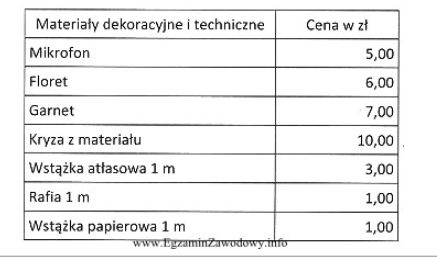 Materiały dekoracyjne i techniczne Cena w zł
Mikrofon 5,00
Floret 6,00
Garnet 7,00
Kryza z materiału 10,00
Wstążka atłasowa 1 m 3,00
Rafia 1 m 1,00
Wstążka papierowa 1 m 1,00
www.EgzaminZawodowy.info